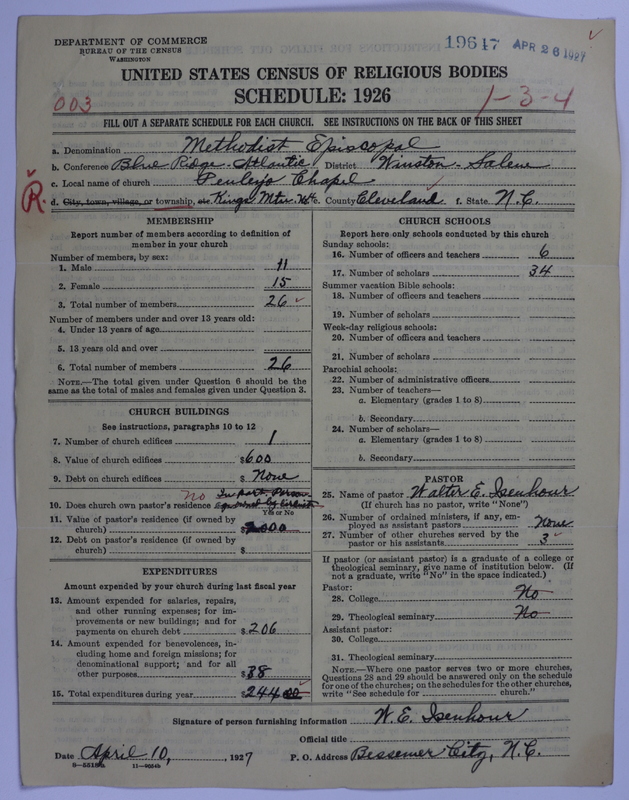 DEPARTMENT OF COMMERCE
BUREAU OF THE CENSUS
WASHINGTON
19617 APR 26 1927
UNITED STATES CENSUS OF RELIGIOUS BODIES
SCHEDULE: 1926
003
1-3-4
FILL OUT A SEPARATE SCHEDULE FOR EACH CHURCH. SEE INSTRUCTIONS ON THE BACK OF THIS SHEET
a. Denomination Methodist Episcopal
b. Conference Blue Ridge-Atlantic District Winston-Salem
c. Local name of church Penley's Chapel
R. d. City, town, village, or township, etc Kings Mtn. County Cleveland f. State N.C.
MEMBERSHIP
Report number of members according to definition of
member in your church
Number of members, by sex:
1. Male 11
2. Female 15
3. Total number of members 26
Number of members under and over 13 years old:
4. Under 13 years of age
5. 13 years old and over
6. Total number of members 26
NOTE.—The total given under Question 6 should be the
same as the total of males and females given under Question 3.
CHURCH BUILDINGS
See instructions, paragraphs 10 to 12
7. Number of church edifices 1
8. Value of church edifices $600
9. Debt on church edifices $ None
no In part. Parson-
10. Does church own pastor's residence
Yes or No
11. Value of pastor's residence (if owned by
church) $
12. Debt on pastor's residence (if owned by
church) $
EXPENDITURES
Amount expended by your church during last fiscal year
13. Amount expended for salaries, repairs,
and other running expenses; for im-
provements or new buildings; and for
payments on church debt $206
14. Amount expended for benevolences, in-
cluding home and foreign missions; for
denominational support; and for all
other purposes $38
15. Total expenditures during year $244 00
CHURCH SCHOOLS
Report here only schools conducted by this church
Sunday schools:
16. Number of officers and teachers 6
17. Number of scholars 34
Summer vacation Bible schools:
18. Number of officers and teachers
19. Number of scholars
Week-day religious schools:
20. Number of officers and teachers
21. Number of scholars
Parochial schools:
22. Number of administrative officers
23. Number of teachers—
a. Elementary (grades 1 to 8)
b. Secondary
24. Number of scholars—
a. Elementary (grades 1 to 8)
b. Secondary
PASTOR
25. Name of pastor Walter E. Isenhour
(If church has no pastor, write "None")
26. Number of ordained ministers, if any, em-
ployed as assistant pastors None
27. Number of other churches served by the
pastor or his assistants 3
If pastor (or assistant pastor) is a graduate of a college or
theological seminary, give name of institution below. (If
not a graduate, write "No" in the space indicated.)
Pastor:
28. College No
29. Theological seminary No
Assistant pastor:
30. College
31. Theological seminary
NOTE.—Where one pastor serves two or more churches,
Questions 28 and 29 should be answered only on the schedule
for one of the churches; on the schedules for the other churches,
write "See schedule for church."
Signature of person furnishing information W. E. Isenhour
Official title
Date April 10, 1927 P. O. Address Bessemer City, N.C.
8-5518 11-9054b